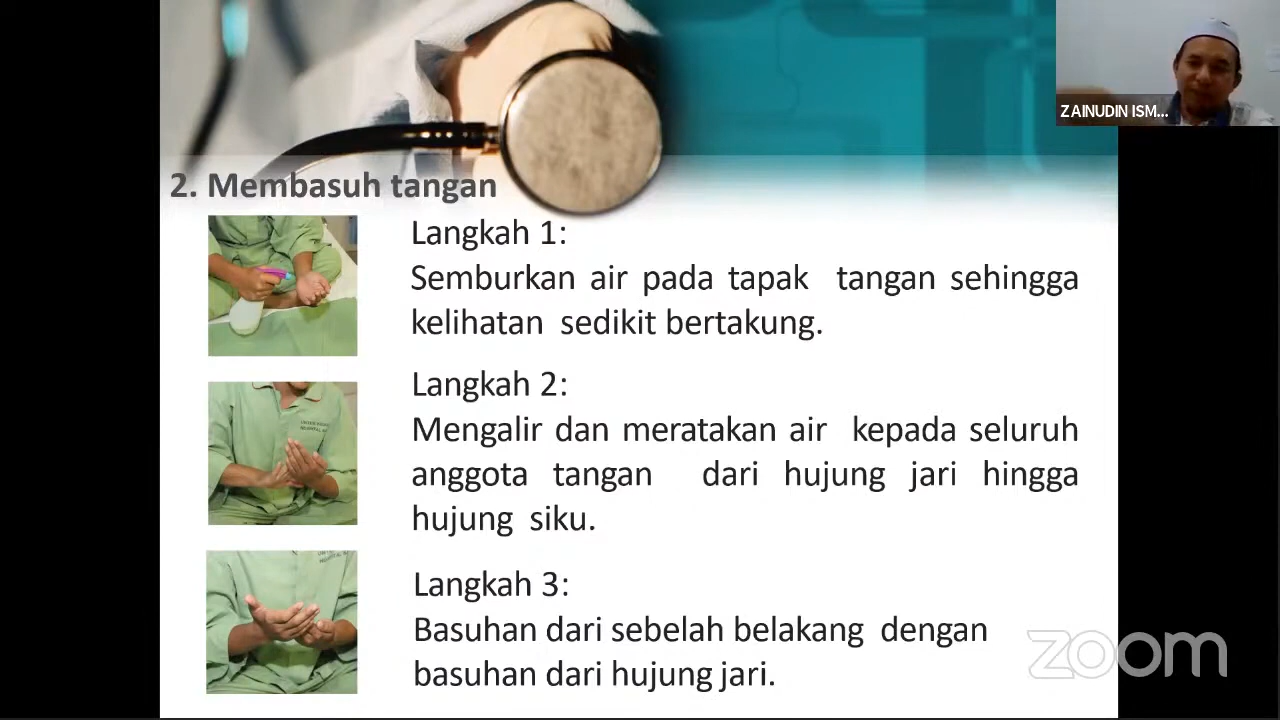 ZAINUDIN ISM...
2. Membasuh tangan
Langkah 1:
Semburkan air pada tapak tangan sehingga
kelihatan sedikit bertakung.
Langkah 2:
Mengalir dan meratakan air kepada seluruh
anggota tangan dari hujung jari hingga
hujung siku.
Langkah 3:
Basuhan dari sebelah belakang dengan
basuhan dari hujung jari.
zoom